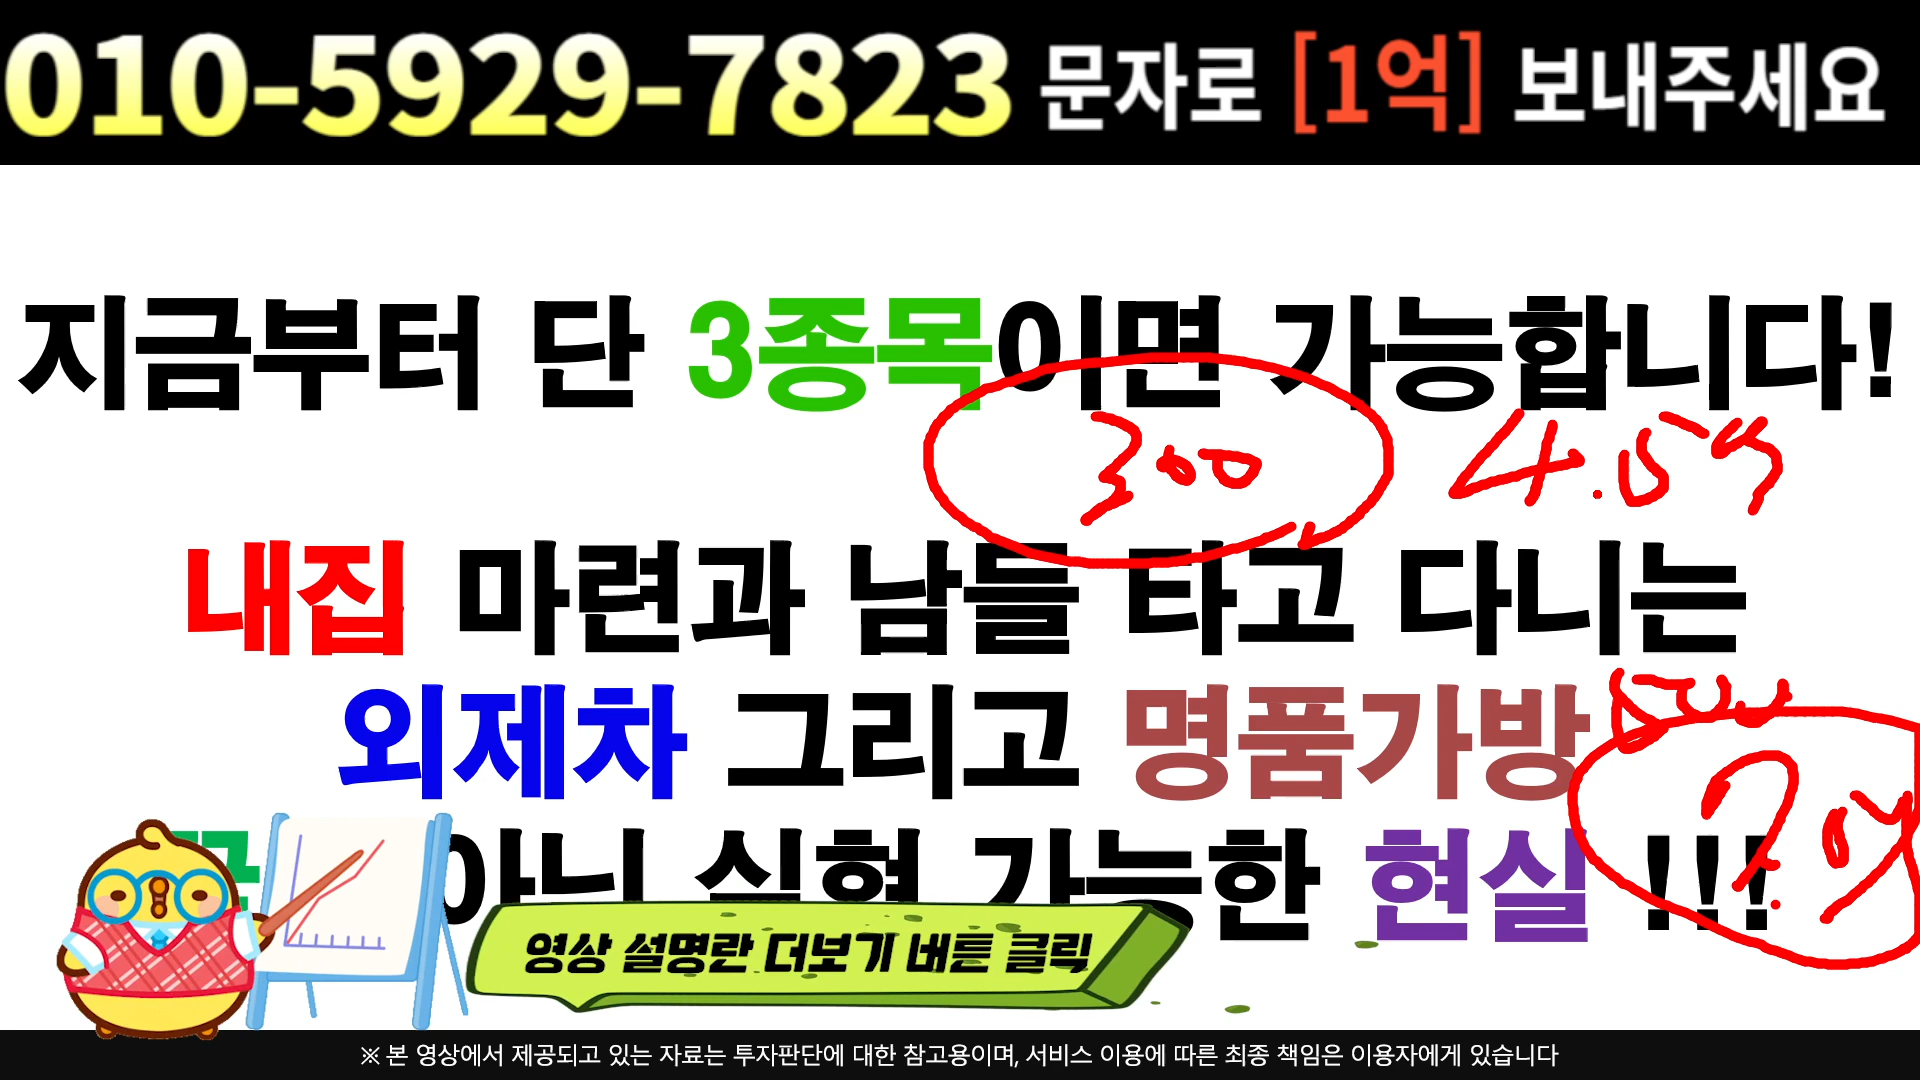 010-5929-7823 문자로 [1억] 보내주세요
지금부터 단 3종목이면 가능합니다!
300
4.5억
내집 마련과 남들 타고 다니는
외제차 그리고 명품가방
500
아닌 실현 가능한 현실 !!!
영상 설명란 더보기 버튼 클릭
※ 본 영상에서 제공되고 있는 자료는 투자판단에 대한 참고용이며, 서비스 이용에 따른 최종 책임은 이용자에게 있습니다